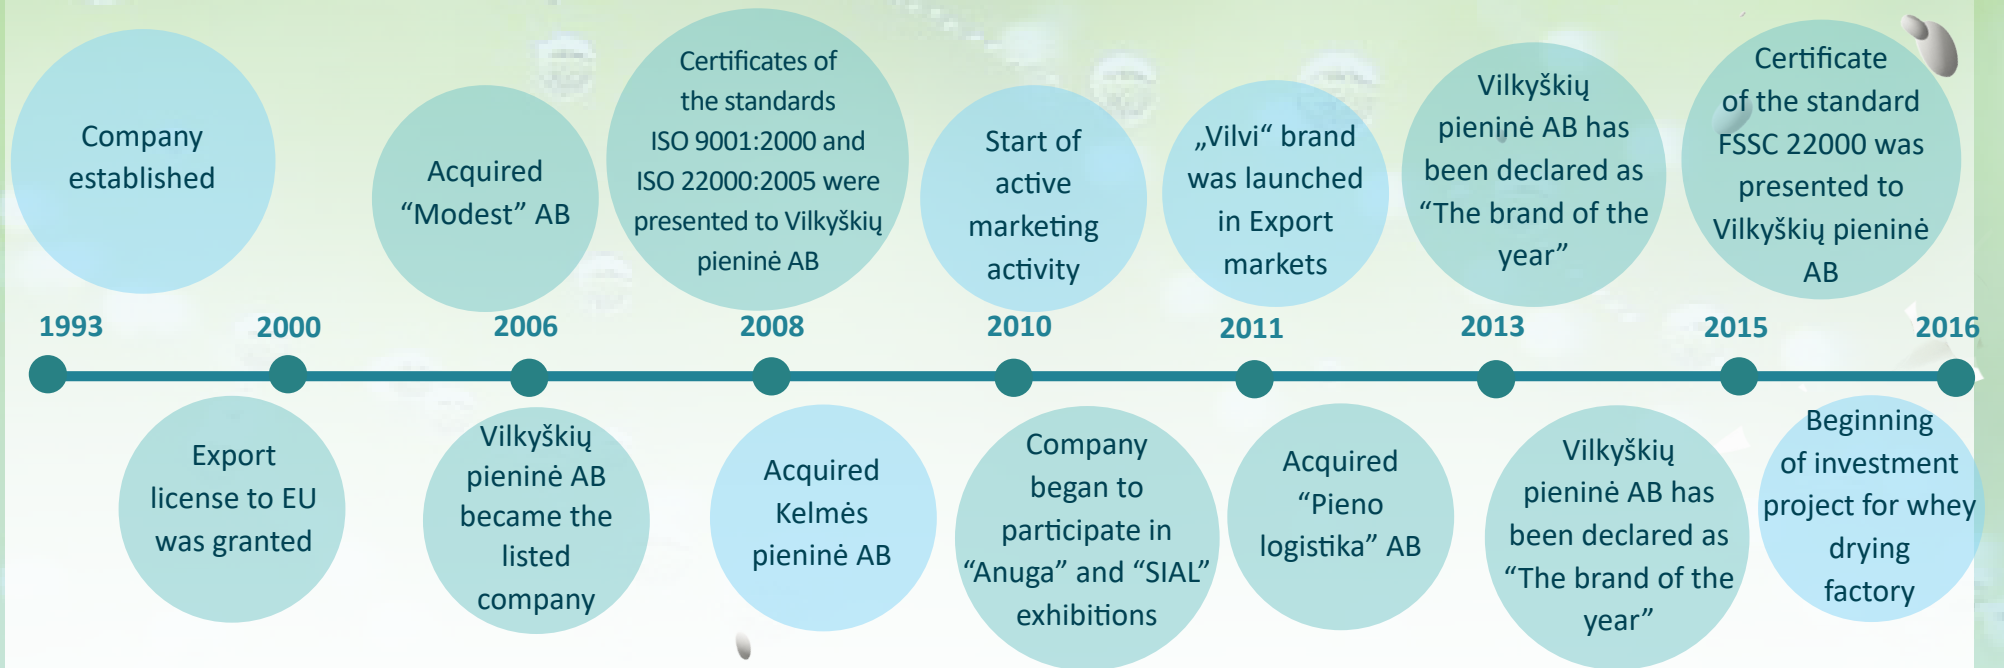 Company
established
Acquired
“Modest” AB
Certificates of
the standards
ISO 9001:2000 and
ISO 22000:2005 were
presented to Vilkyškių
pieninė AB
Start of
active
marketing
activity
„Vilvi“ brand
was launched
in Export
markets
Vilkyškių
pieninė AB has
been declared as
“The brand of the
year”
Certificate
of the standard
FSSC 22000 was
presented to
Vilkyškių pieninė
AB
1993
2000
2006
2008
2010
2011
2013
2015
2016
Export
license to EU
was granted
Vilkyškių
pieninė AB
became the
listed
company
Acquired
Kelmės
pieninė AB
Company
began to
participate in
“Anuga” and “SIAL”
exhibitions
Acquired
“Pieno
logistika” AB
Vilkyškių
pieninė AB has
been declared as
“The brand of the
year”
Beginning
of investment
project for whey
drying
factory